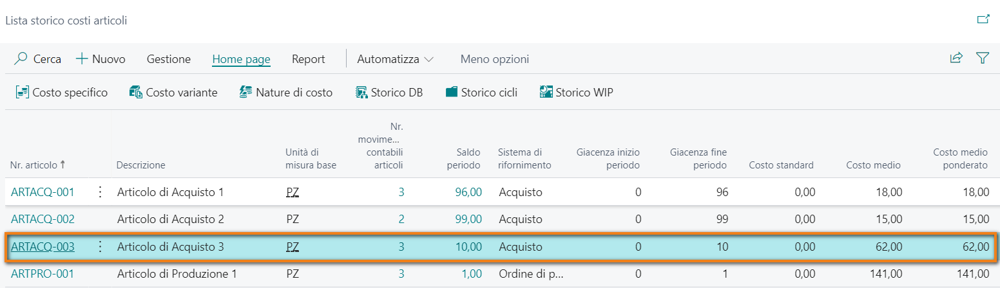 Lista storico costi articoli
Cerca Nuovo Gestione Home page Report Automatizza Meno opzioni
Costo specifico Costo variante Nature di costo Storico DB Storico cicli Storico WIP
Nr. articolo ↑ Descrizione Unità di misura base Nr. movime... contabili articoli Saldo periodo Sistema di rifornimento Giacenza inizio periodo Giacenza fine periodo Costo standard Costo medio Costo medio ponderato
ARTACQ-001 Articolo di Acquisto 1 PZ 3 96,00 Acquisto 0 96 0,00 18,00 18,00
ARTACQ-002 Articolo di Acquisto 2 PZ 2 99,00 Acquisto 0 99 0,00 15,00 15,00
ARTACQ-003 Articolo di Acquisto 3 PZ 3 10,00 Acquisto 0 10 0,00 62,00 62,00
ARTPRO-001 Articolo di Produzione 1 PZ 3 1,00 Ordine di p... 0 1 0,00 141,00 141,00